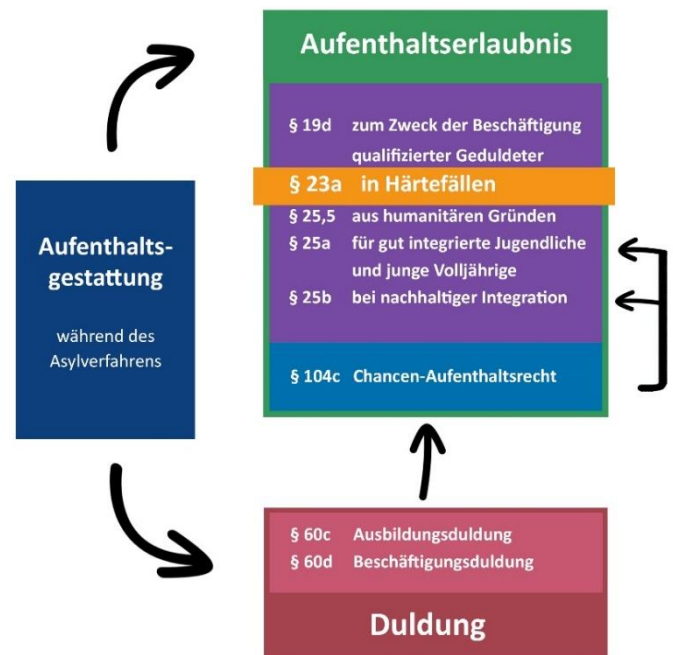 Aufenthaltserlaubnis
§ 19d zum Zweck der Beschäftigung
qualifizierter Geduldeter
§ 23a in Härtefällen
§ 25,5 aus humanitären Gründen
§ 25a für gut integrierte Jugendliche
und junge Volljährige
§ 25b bei nachhaltiger Integration
§ 104c Chancen-Aufenthaltsrecht
Aufenthalts-
gestattung
während des
Asylverfahrens
§ 60c Ausbildungsduldung
§ 60d Beschäftigungsduldung
Duldung